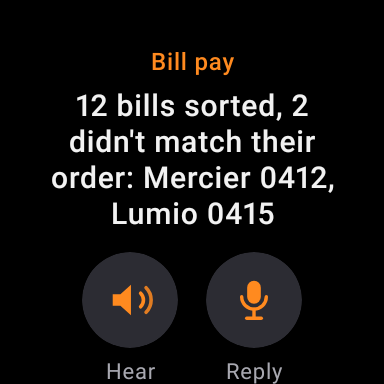 Bill pay
12 bills sorted, 2
didn't match their
order: Mercier 0412,
Lumio 0415
Hear
Reply